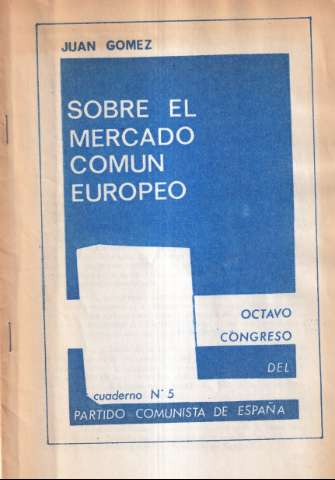 JUAN GOMEZ
SOBRE EL
MERCADO
COMUN
EUROPEO
OCTAVO
CONGRESO
DEL
cuaderno N° 5
PARTIDO COMUNISTA DE ESPAÑA